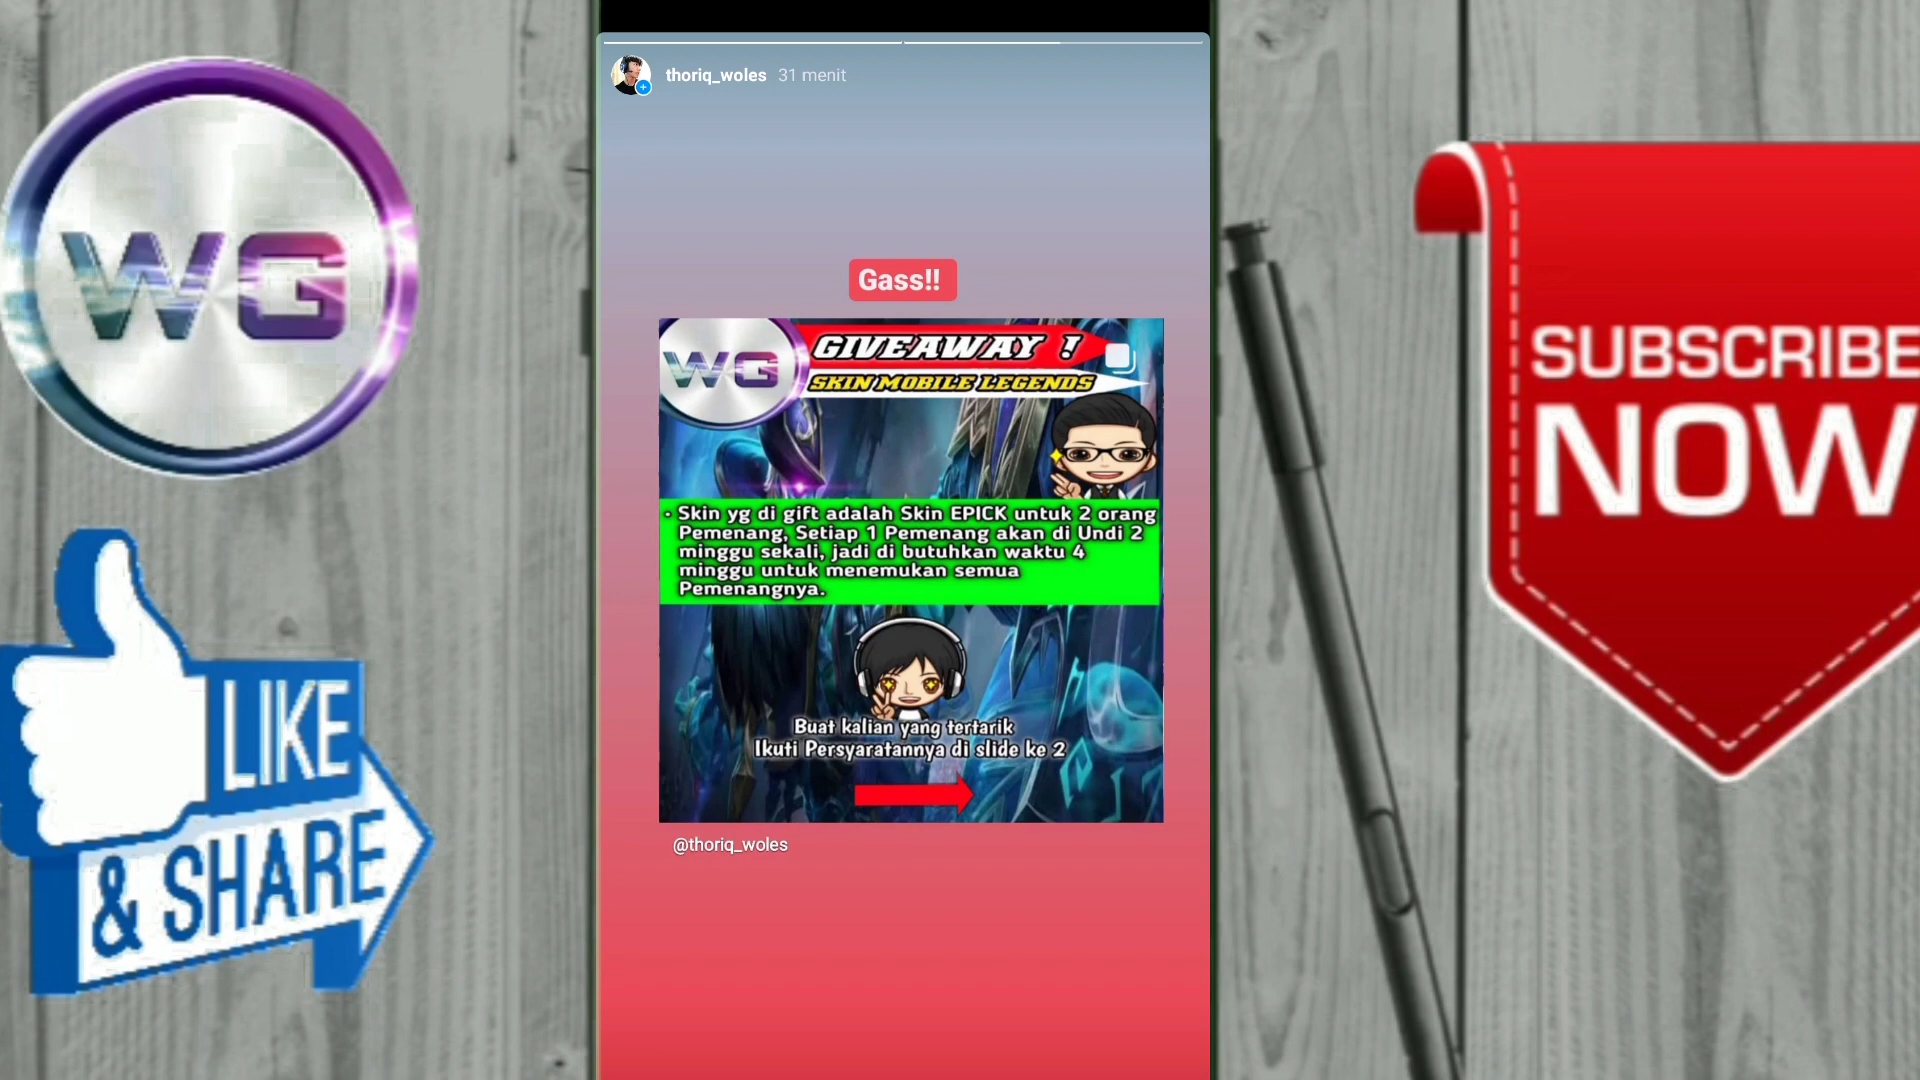 WG
LIKE
& SHARE
thoriq_woles 31 menit
Gass!!
WG
GIVEAWAY !
SKIN MOBILE LEGENDS
· Skin yg di gift adalah Skin EPICK untuk 2 orang
Pemenang, Setiap 1 Pemenang akan di Undi 2
minggu sekali, jadi di butuhkan waktu 4
minggu untuk menemukan semua
Pemenangnya.
Buat kalian yang tertarik
Ikuti Persyaratannya di slide ke 2
@thoriq_woles
SUBSCRIBE
NOW